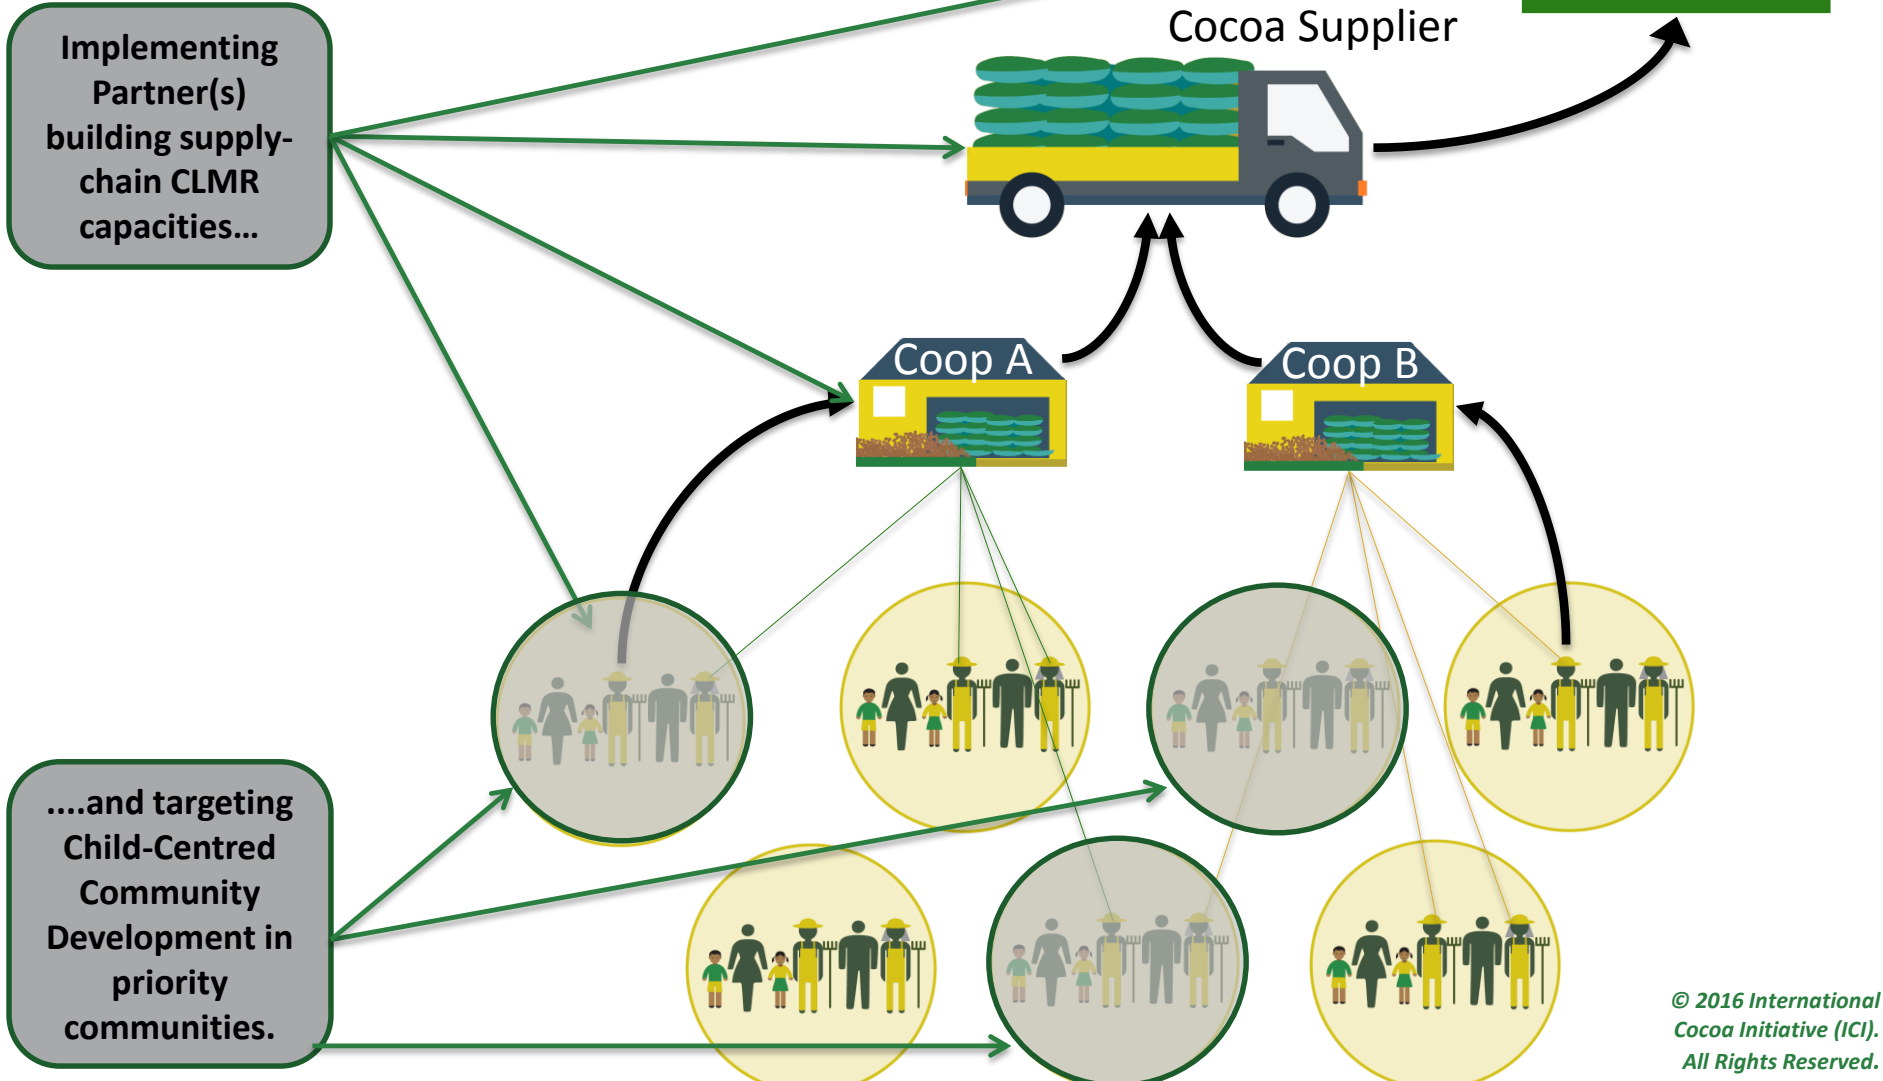 Implementing
Partner(s)
building supply-
chain CLMR
capacities…
Cocoa Supplier
Coop A
Coop B
....and targeting
Child-Centred
Community
Development in
priority
communities.
© 2016 International
Cocoa Initiative (ICI).
All Rights Reserved.